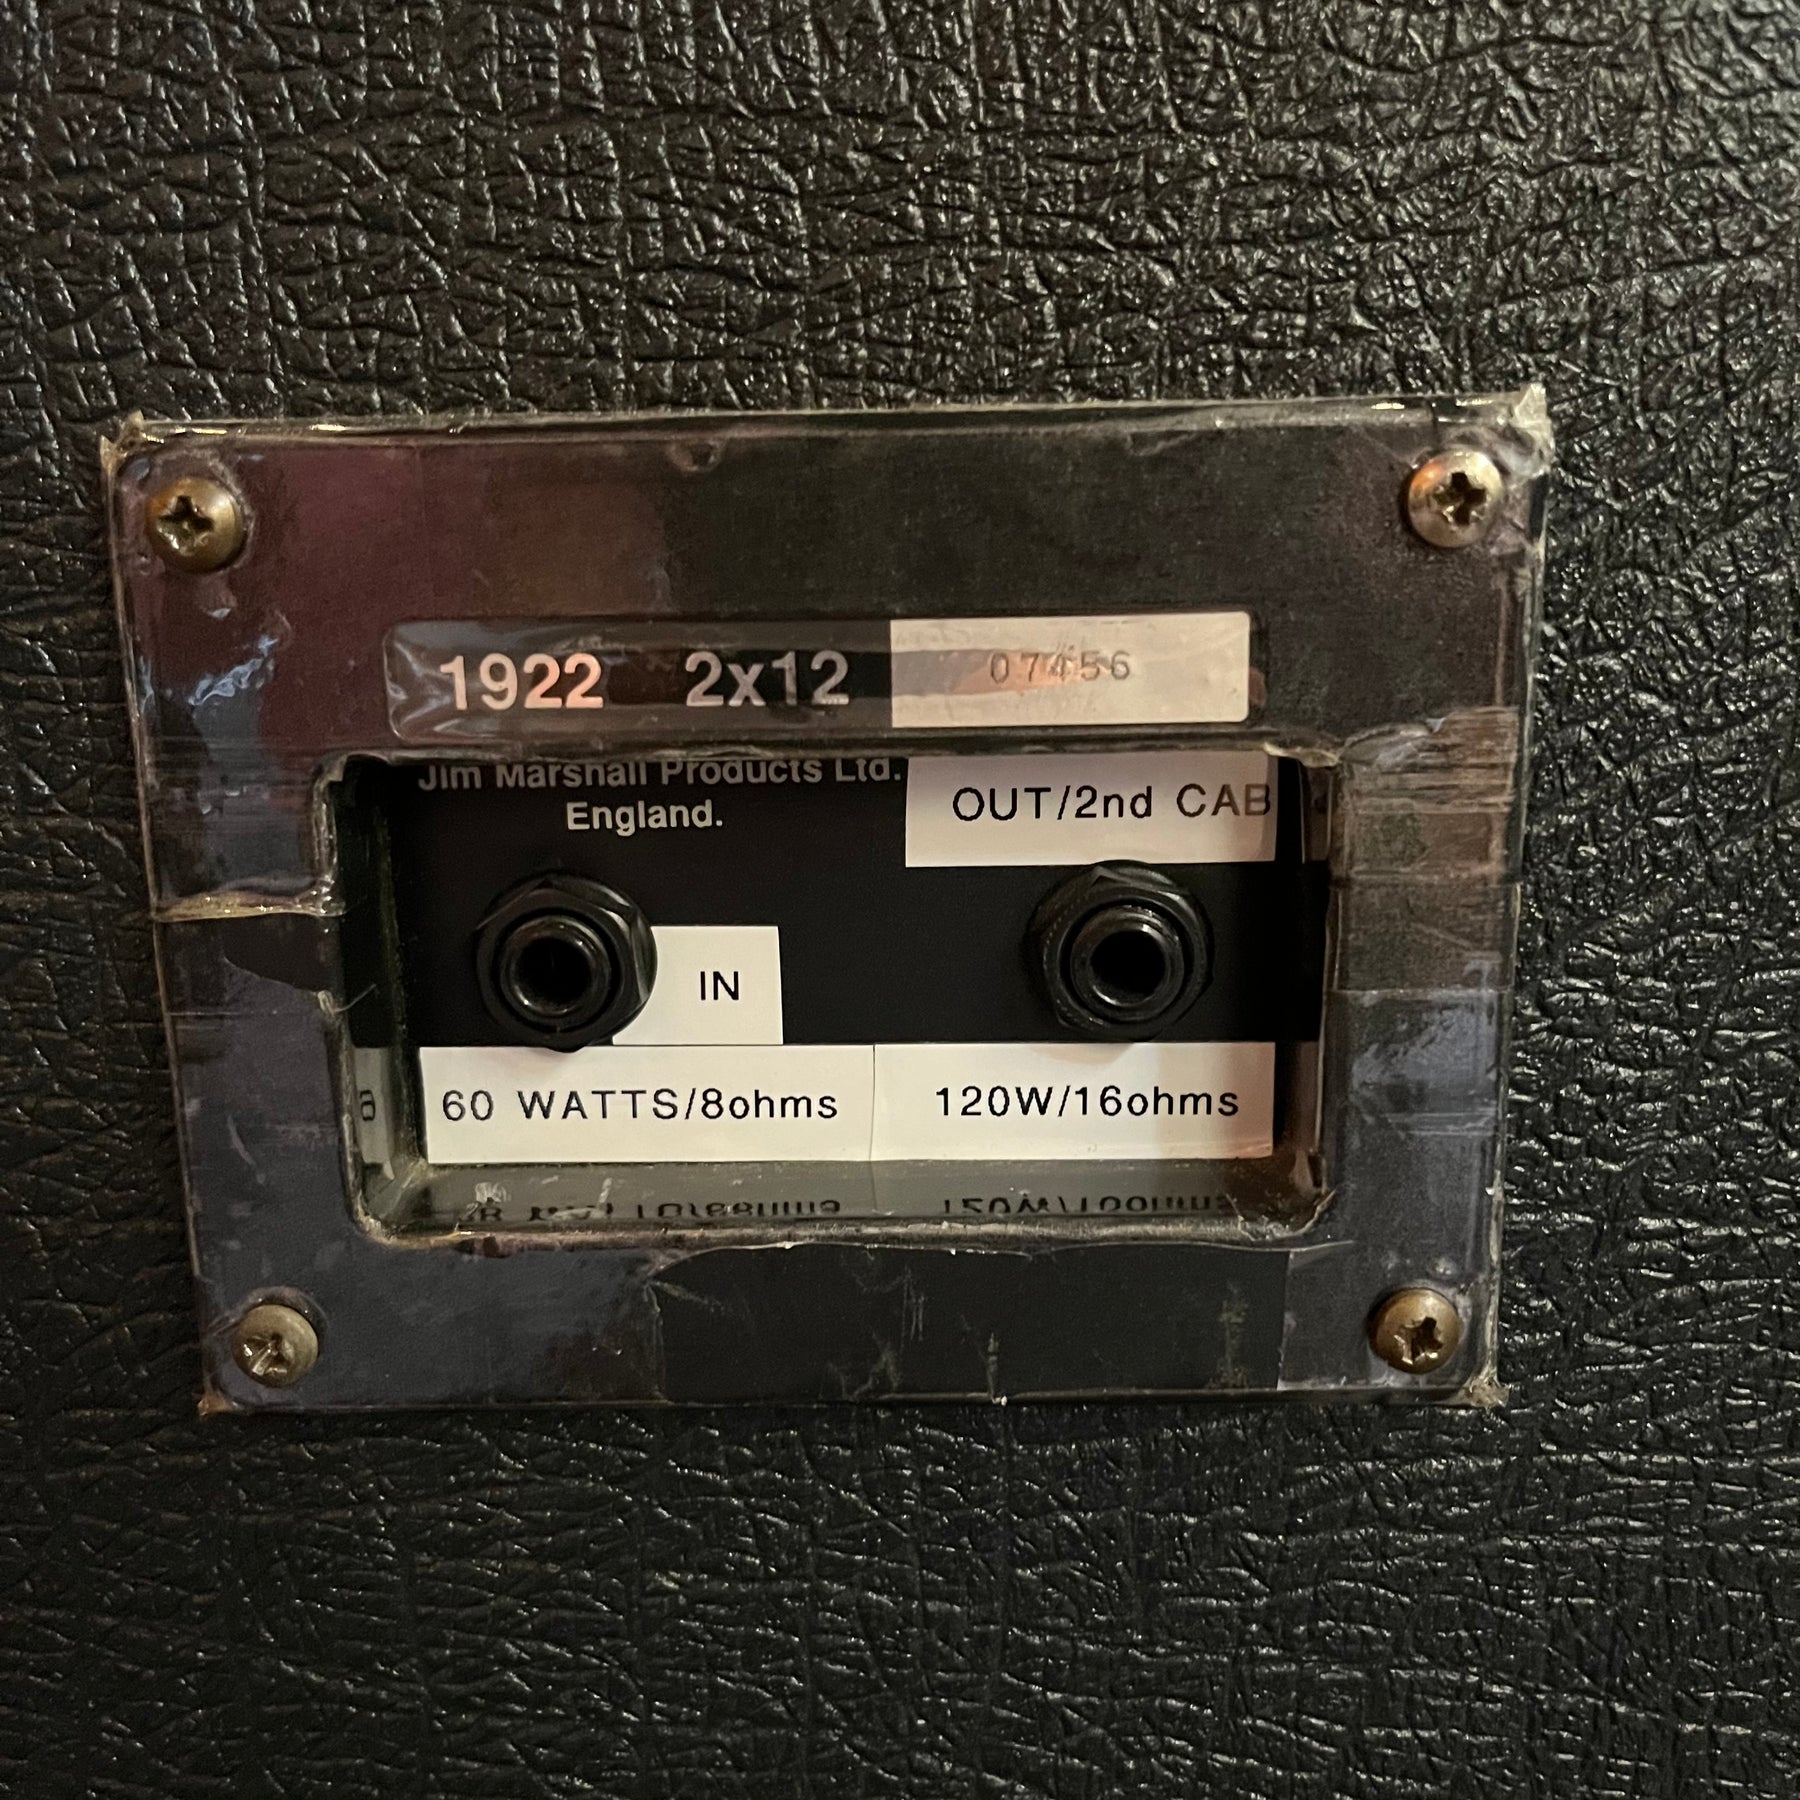 1922 2x12 07456
Jim Marshall Products Ltd.
England.
OUT/2nd CAB
IN
60 WATTS/8ohms
120W/16ohms